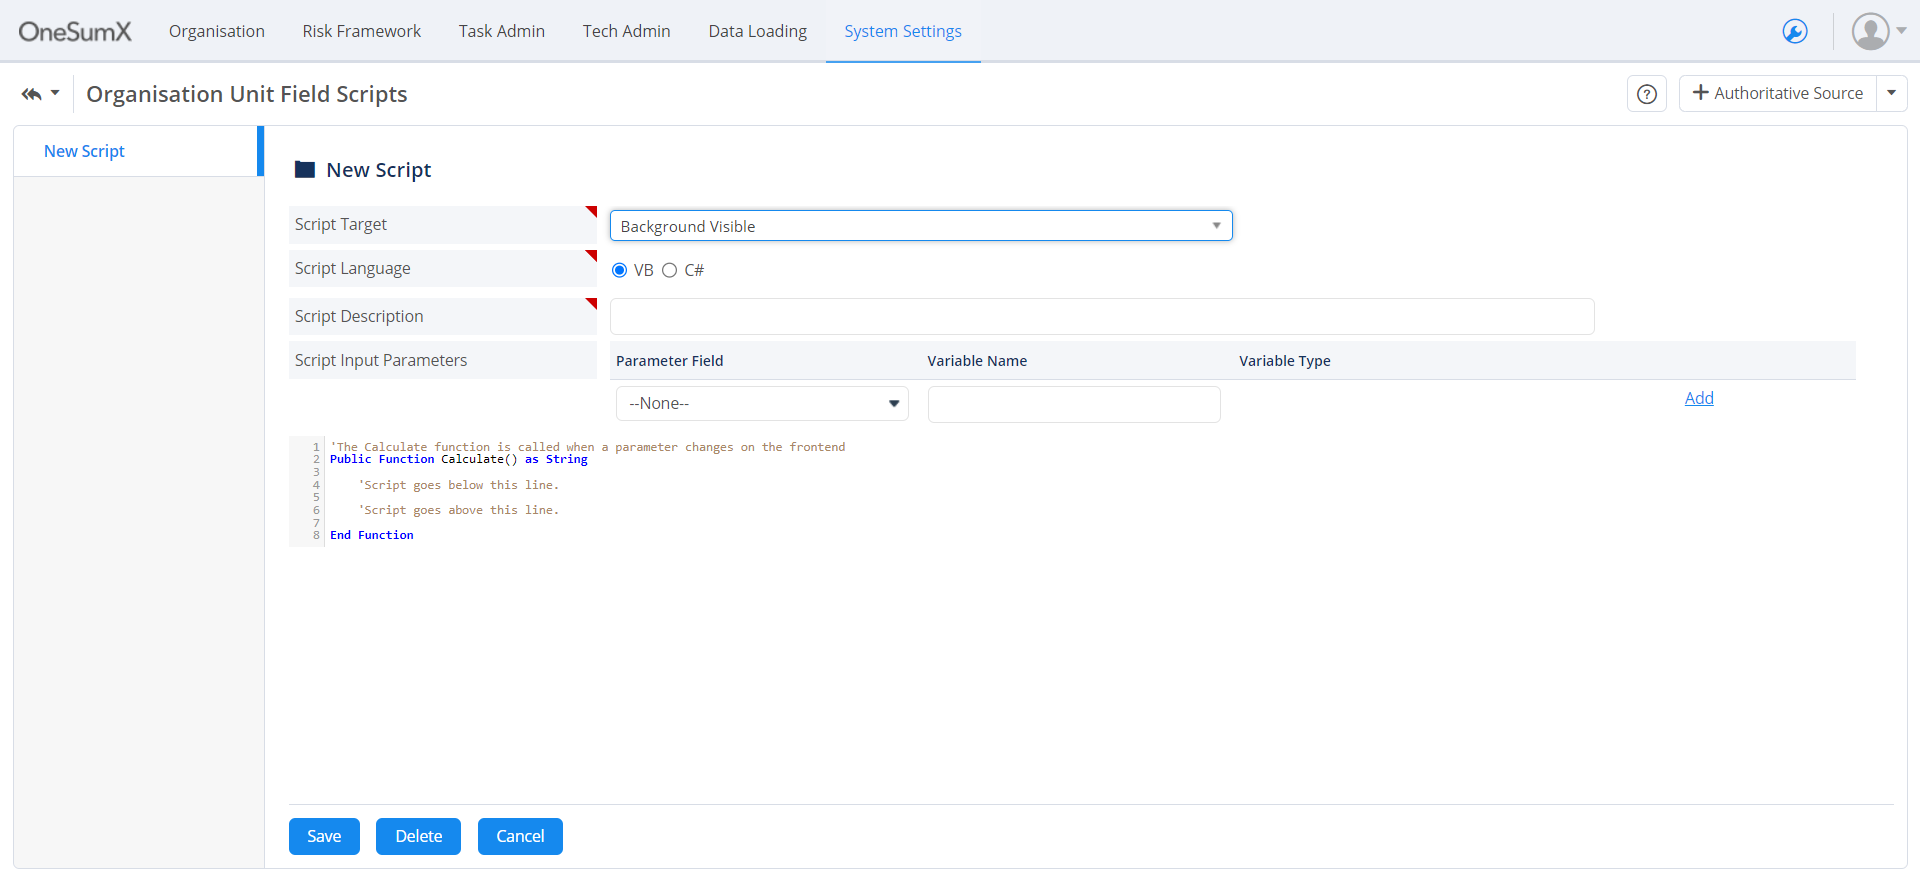 OneSumX Organisation Risk Framework Task Admin Tech Admin Data Loading System Settings
Organisation Unit Field Scripts
? + Authoritative Source
New Script
New Script
Script Target Background Visible
Script Language VB C#
Script Description
Script Input Parameters Parameter Field Variable Name Variable Type
--None-- Add
1 'The Calculate function is called when a parameter changes on the frontend
2 Public Function Calculate() as String
3
4 'Script goes below this line.
5
6 'Script goes above this line.
7
8 End Function
Save Delete Cancel